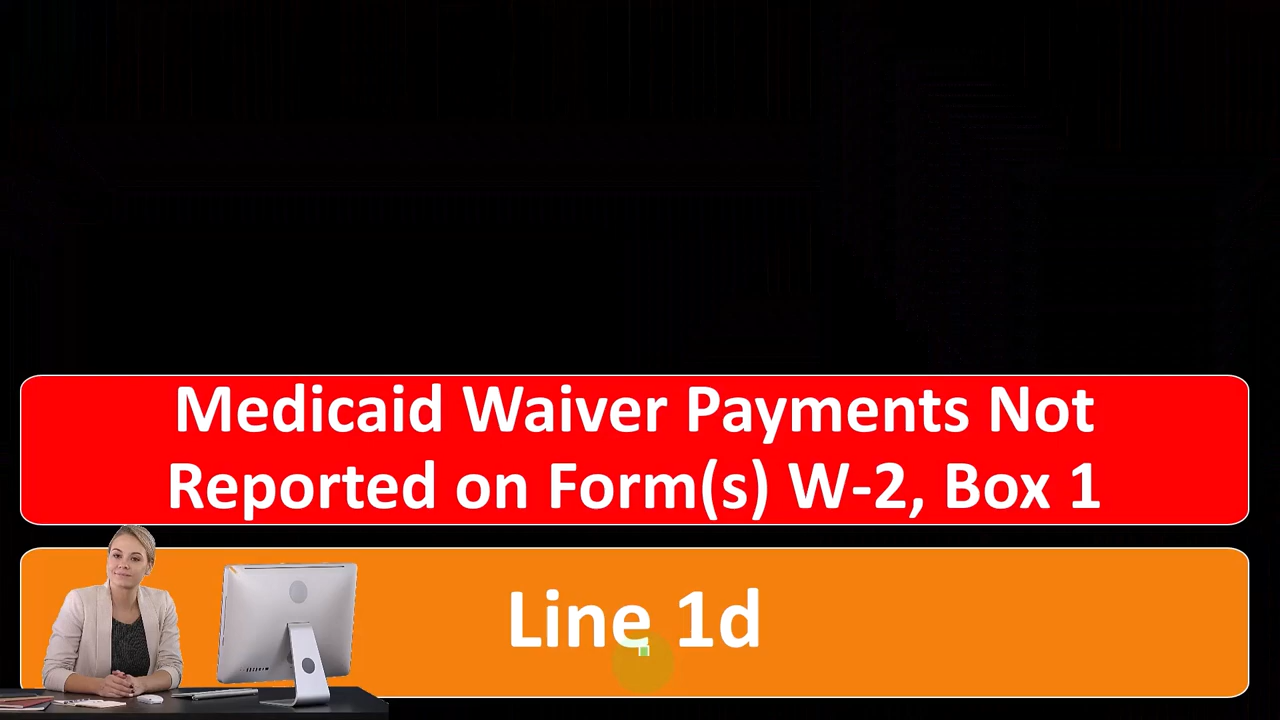 Medicaid Waiver Payments Not
Reported on Form(s) W-2, Box 1
Line 1d